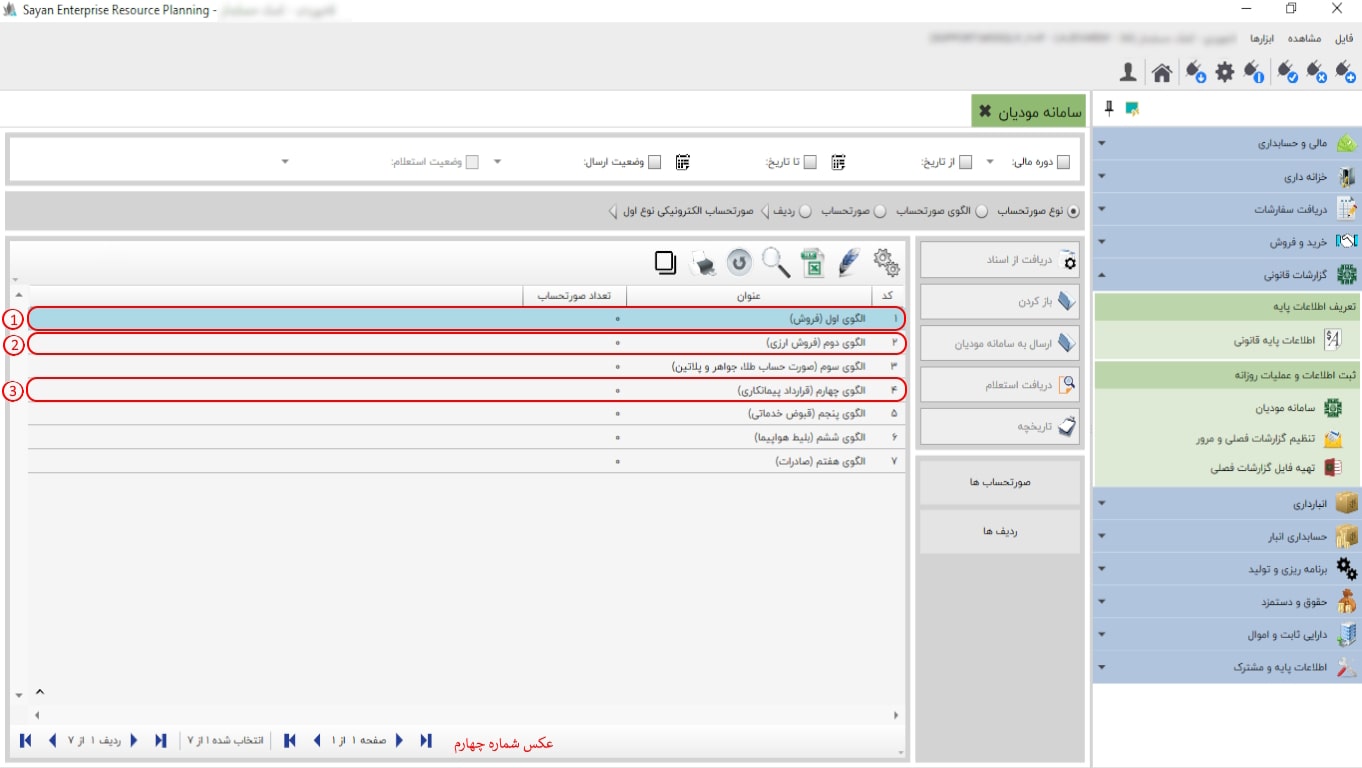 Sayan Enterprise Resource Planning -
فایل مشاهده ابزارها
سامانه مودیان
مالی و حسابداری
خزانه داری
دریافت سفارشات
خرید و فروش
گزارشات قانونی
تعریف اطلاعات پایه
اطلاعات پایه قانونی
ثبت اطلاعات و عملیات روزانه
سامانه مودیان
تنظیم گزارشات فصلی و مرور
تهیه فایل گزارشات فصلی
انبارداری
حسابداری انبار
برنامه ریزی و تولید
حقوق و دستمزد
دارایی ثابت و اموال
اطلاعات پایه و مشترک
دوره مالی: از تاریخ: تا تاریخ: وضعیت ارسال: وضعیت استعلام:
نوع صورتحساب الگوی صورتحساب صورتحساب ردیف صورتحساب الکترونیکی نوع اول
دریافت از اسناد
باز کردن
ارسال به سامانه مودیان
دریافت استعلام
تاریخچه
صورتحساب ها
ردیف ها
کد عنوان تعداد صورتحساب
۱ الگوی اول (فروش) ۰ 1
۲ الگوی دوم (فروش ارزی) ۰ 2
۳ الگوی سوم (صورت حساب طلا، جواهر و پلاتین) ۰
۴ الگوی چهارم (قرارداد پیمانکاری) ۰ 3
۵ الگوی پنجم (قبوض خدماتی) ۰
۶ الگوی ششم (بلیط هواپیما) ۰
۷ الگوی هفتم (صادرات) ۰
عکس شماره چهارم
صفحه ۱ از ۱
انتخاب شده ۱ از ۷
ردیف ۱ از ۷